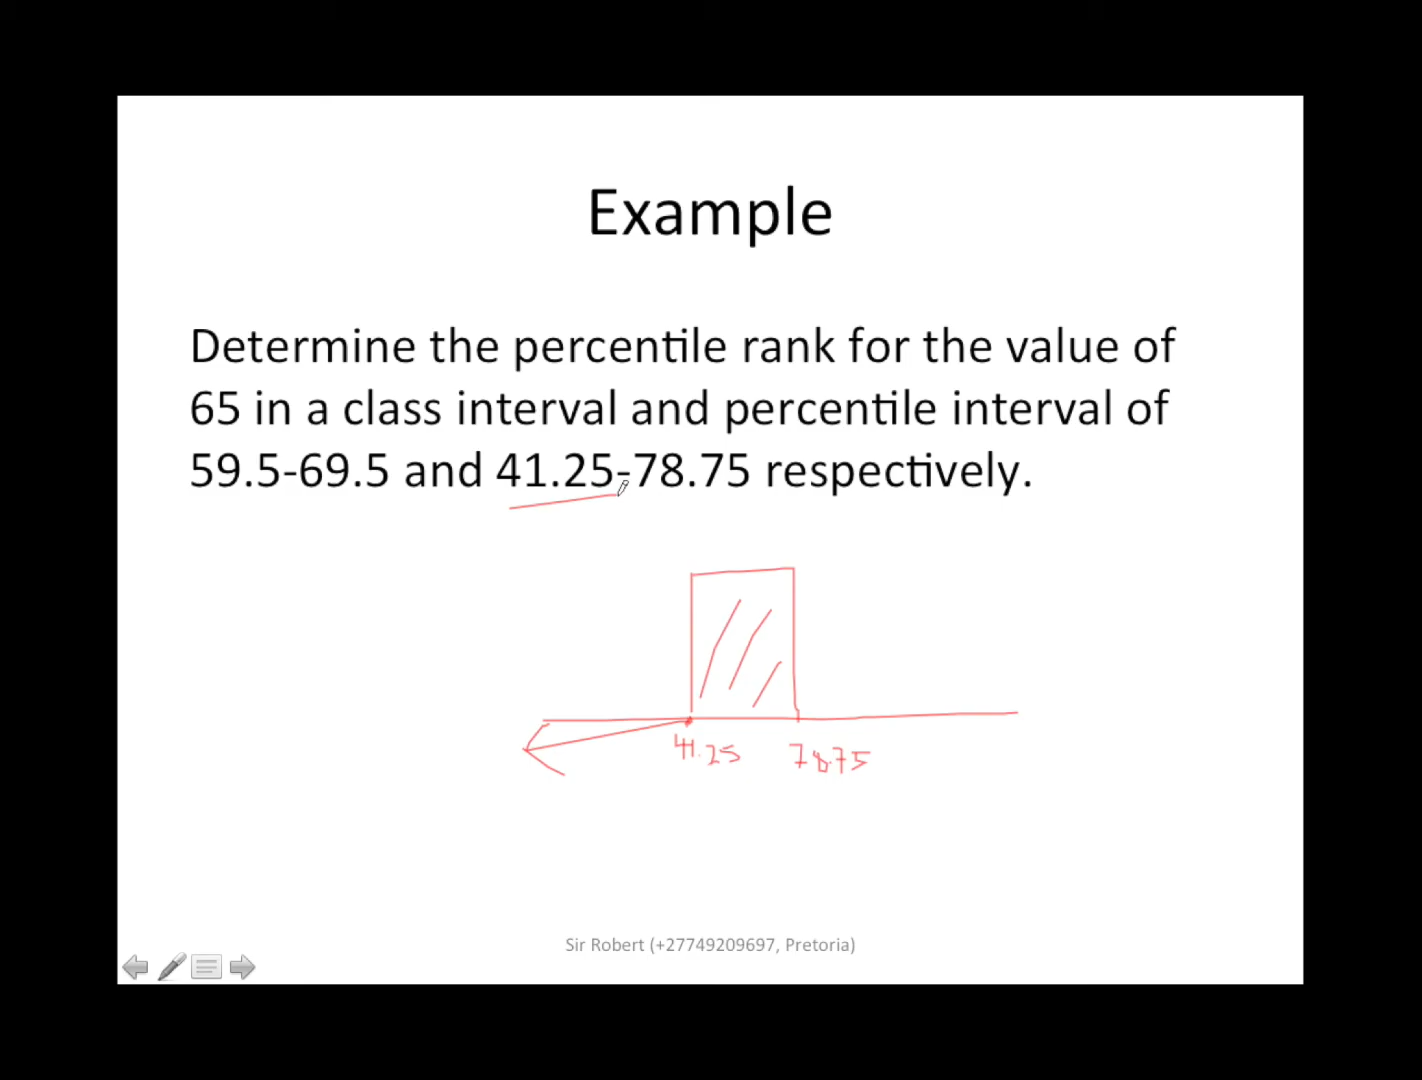 Example
Determine the percentile rank for the value of
65 in a class interval and percentile interval of
59.5-69.5 and 41.25-78.75 respectively.
41.25 78.75
Sir Robert (+27749209697, Pretoria)